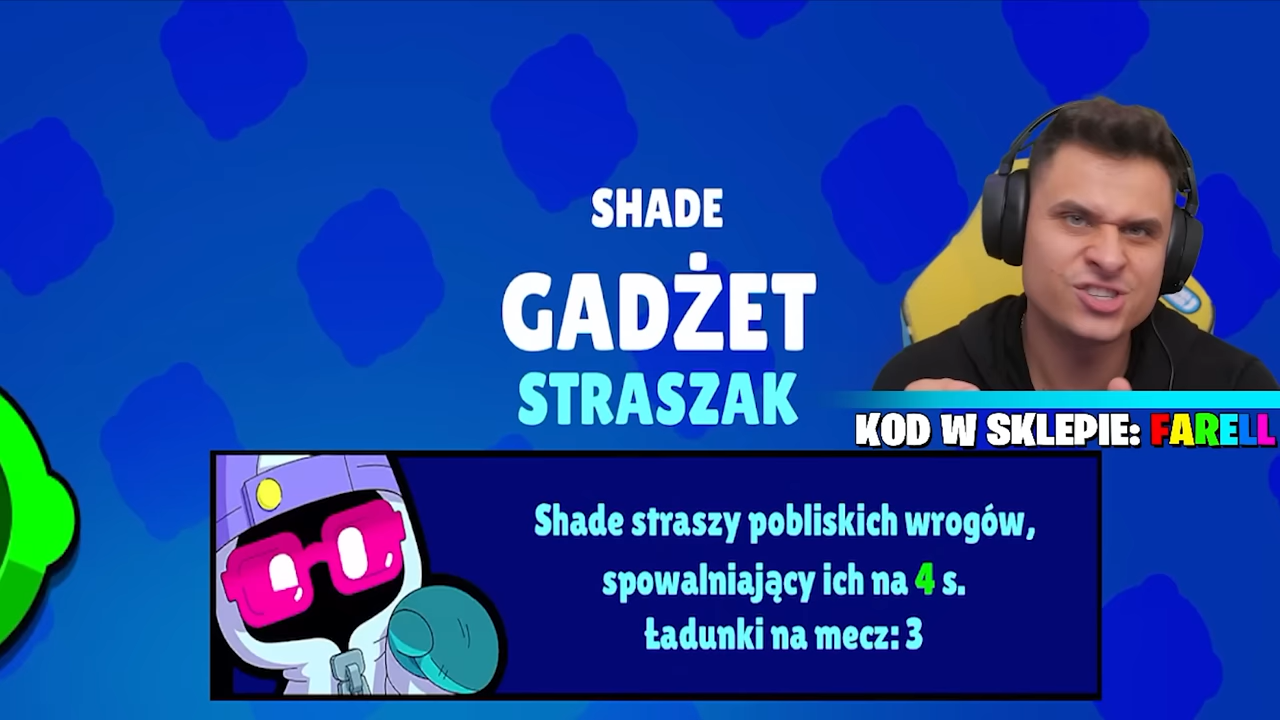 SHADE
GADŻET
STRASZAK
KOD W SKLEPIE: FARELL
Shade straszy pobliskich wrogów,
spowalniający ich na 4 s.
Ładunki na mecz: 3